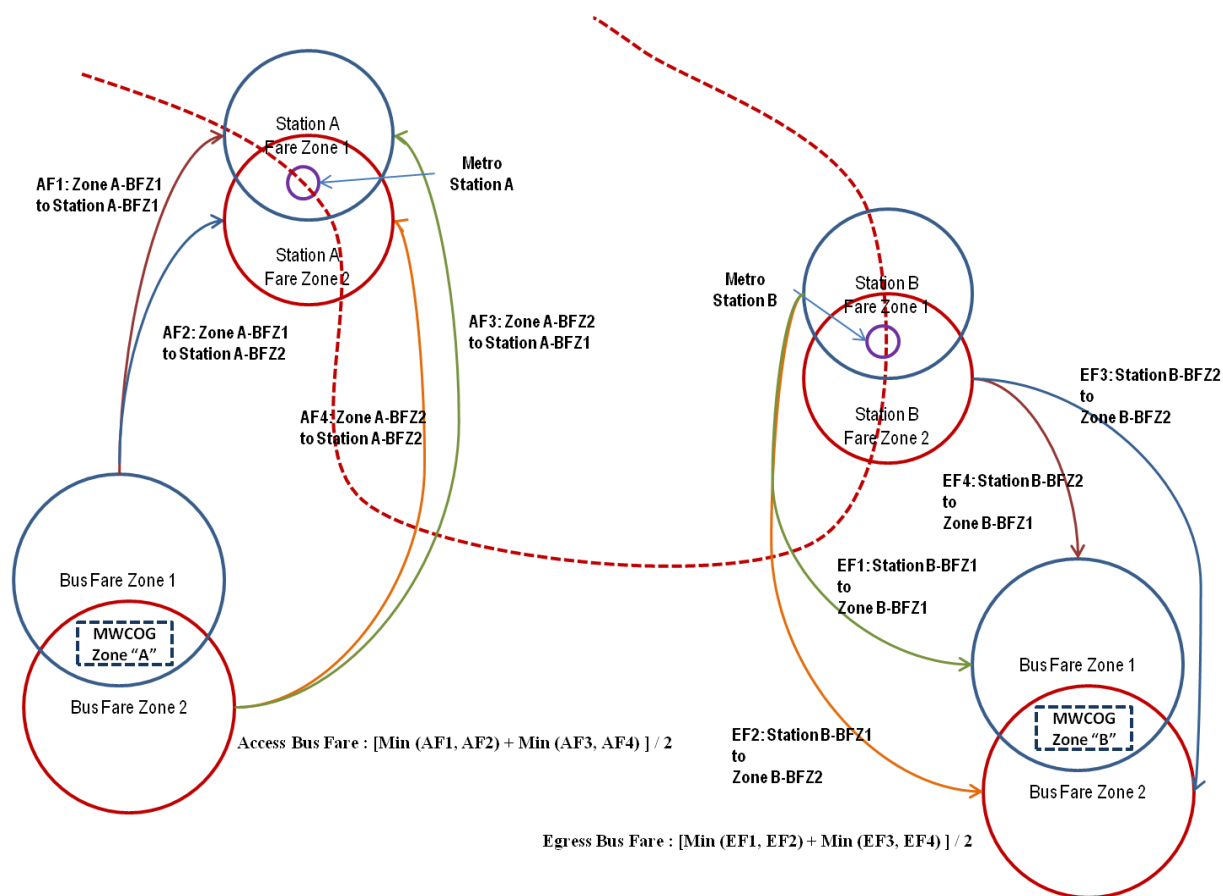 Station A
Fare Zone 1
Metro
Station A
AF1: Zone A-BFZ1
to Station A-BFZ1
Station A
Fare Zone 2
AF2: Zone A-BFZ1
to Station A-BFZ2
AF3: Zone A-BFZ2
to Station A-BFZ1
AF4: Zone A-BFZ2
to Station A-BFZ2
Metro
Station B
Station B
Fare Zone 1
Station B
Fare Zone 2
EF3: Station B-BFZ2
to
Zone B-BFZ2
EF4: Station B-BFZ2
to
Zone B-BFZ1
EF1: Station B-BFZ1
to
Zone B-BFZ1
Bus Fare Zone 1
MWCOG
Zone “A”
Bus Fare Zone 2
Access Bus Fare : [Min (AF1, AF2) + Min (AF3, AF4) ] / 2
EF2: Station B-BFZ1
to
Zone B-BFZ2
Bus Fare Zone 1
MWCOG
Zone “B”
Bus Fare Zone 2
Egress Bus Fare : [Min (EF1, EF2) + Min (EF3, EF4) ] / 2